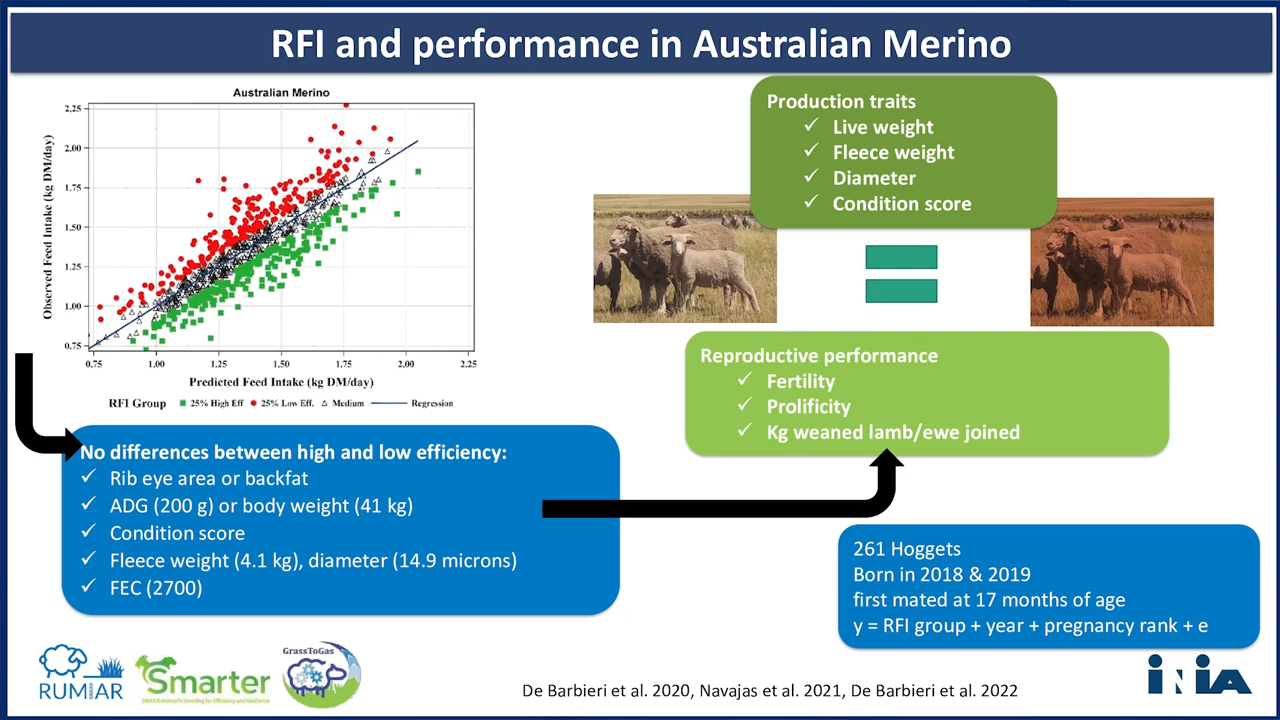 RFI and performance in Australian Merino
Australian Merino
Observed Feed Intake (kg DM/day)
2,25
2,00
1,75
1,50
1,25
1,00
0,75
0,75
1,00
1,25
1,50
1,75
2,00
2,25
Predicted Feed Intake (kg DM/day)
RFI Group
25% High Eff
25% Low Eff.
Medium
Regression
Production traits
✓ Live weight
✓ Fleece weight
✓ Diameter
✓ Condition score
Reproductive performance
✓ Fertility
✓ Prolificity
✓ Kg weaned lamb/ewe joined
No differences between high and low efficiency:
✓ Rib eye area or backfat
✓ ADG (200 g) or body weight (41 kg)
✓ Condition score
✓ Fleece weight (4.1 kg), diameter (14.9 microns)
✓ FEC (2700)
261 Hoggets
Born in 2018 & 2019
first mated at 17 months of age
y = RFI group + year + pregnancy rank + e
RUMIAR
Smarter
GrassToGas
De Barbieri et al. 2020, Navajas et al. 2021, De Barbieri et al. 2022
iNiA